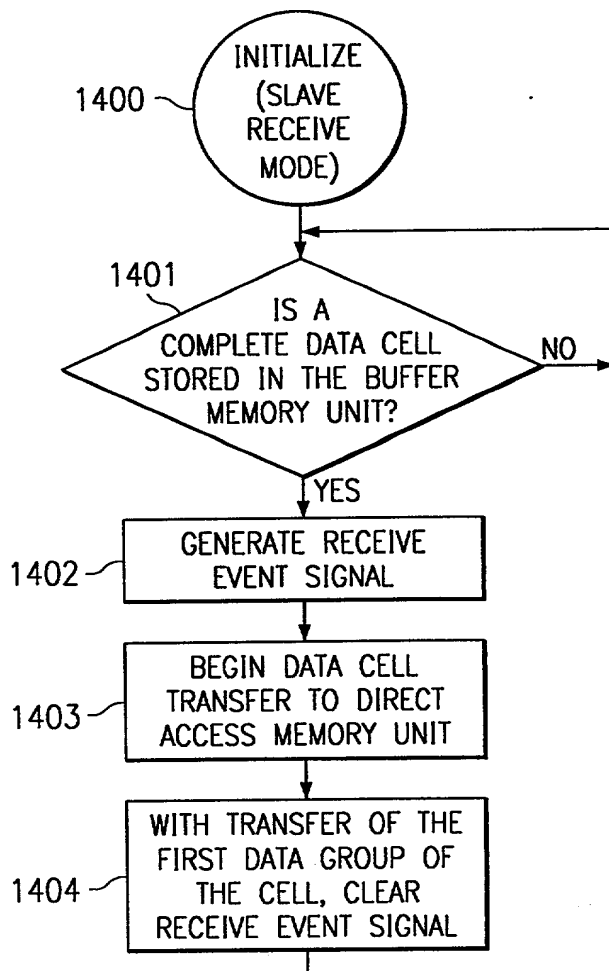 INITIALIZE
(SLAVE
RECEIVE
MODE)
1400
1401
IS A
COMPLETE DATA CELL
STORED IN THE BUFFER
MEMORY UNIT?
NO
YES
GENERATE RECEIVE
EVENT SIGNAL
1402
BEGIN DATA CELL
TRANSFER TO DIRECT
ACCESS MEMORY UNIT
1403
WITH TRANSFER OF THE
FIRST DATA GROUP OF
THE CELL, CLEAR
RECEIVE EVENT SIGNAL
1404